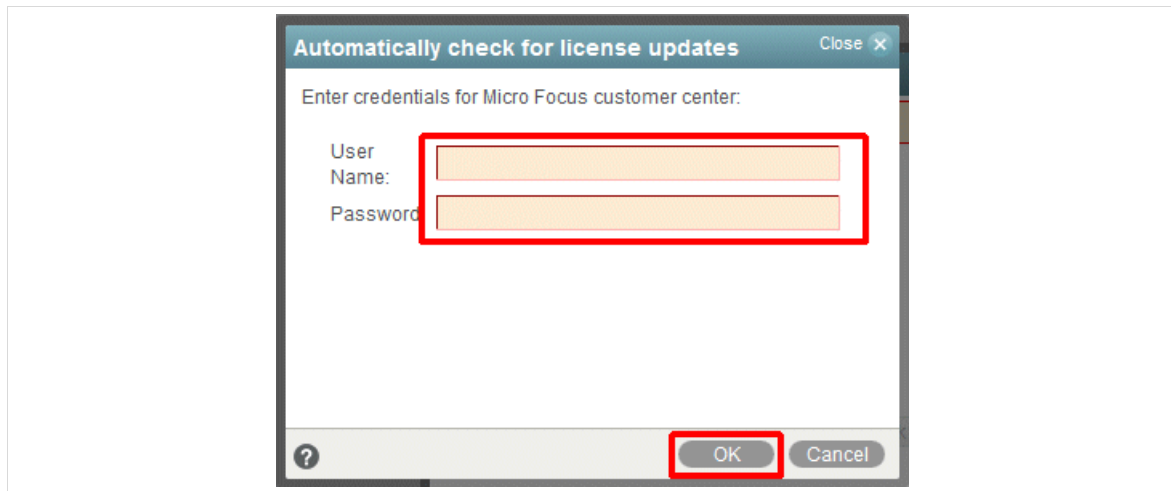 Automatically check for license updates
Close
Enter credentials for Micro Focus customer center:
User
Name:
Password
?
OK
Cancel